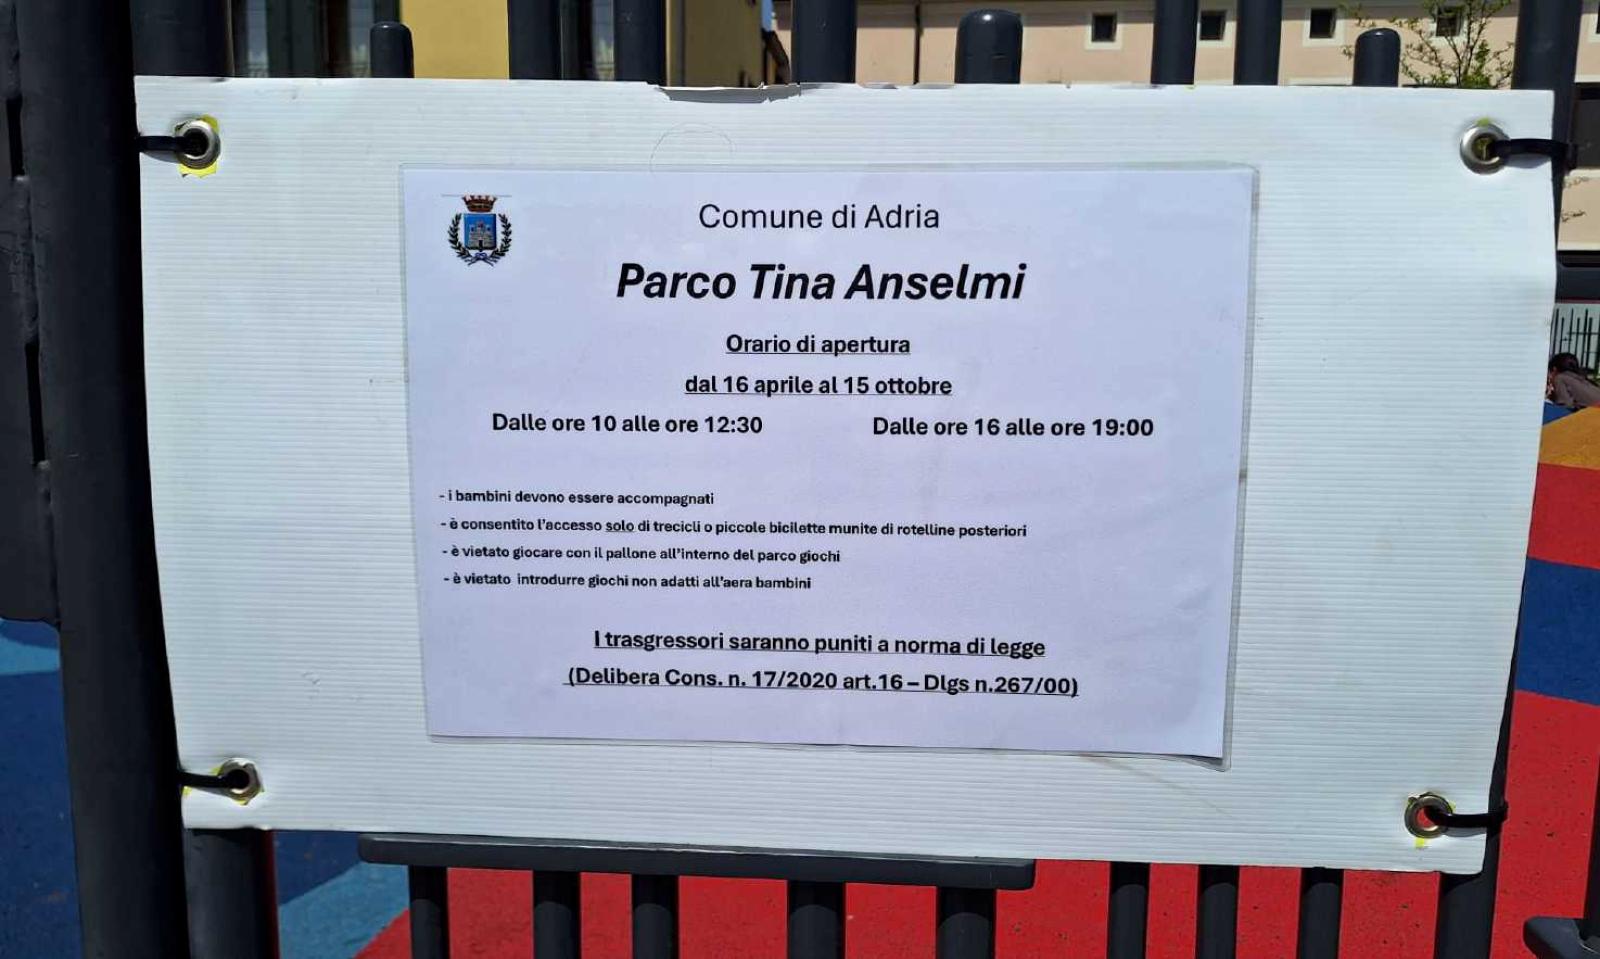 Comune di Adria
Parco Tina Anselmi
Orario di apertura
dal 16 aprile al 15 ottobre
Dalle ore 10 alle ore 12:30 Dalle ore 16 alle ore 19:00
- i bambini devono essere accompagnati
- è consentito l'accesso solo di trecicli o piccole bicilette munite di rotelline posteriori
- è vietato giocare con il pallone all'interno del parco giochi
- è vietato introdurre giochi non adatti all'aera bambini
I trasgressori saranno puniti a norma di legge
(Delibera Cons. n. 17/2020 art.16 – Dlgs n.267/00)